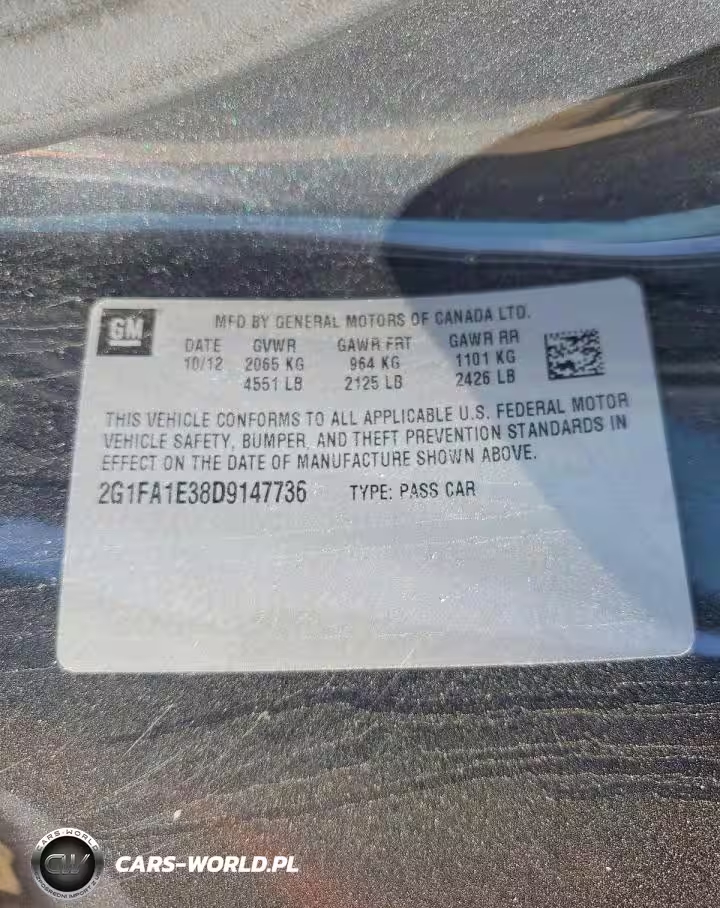 GM
MFD BY GENERAL MOTORS OF CANADA LTD.
DATE GVWR GAWR FRT GAWR RR
10/12 2065 KG 964 KG 1101 KG
4551 LB 2125 LB 2426 LB
THIS VEHICLE CONFORMS TO ALL APPLICABLE U.S. FEDERAL MOTOR
VEHICLE SAFETY, BUMPER, AND THEFT PREVENTION STANDARDS IN
EFFECT ON THE DATE OF MANUFACTURE SHOWN ABOVE.
2G1FA1E38D9147736 TYPE: PASS CAR
CARS-WORLD
CW
CARS-WORLD.PL